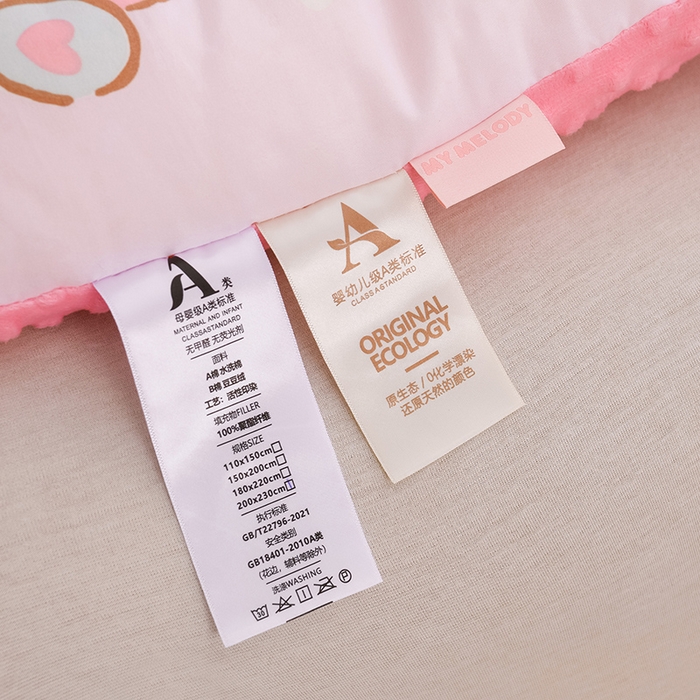 A类
母婴级A类标准
MATERNAL AND INFANT
CLASSASTANDARD
无甲醛 无荧光剂
面料
A棉 水洗棉
B棉 豆豆绒
工艺：活性印染
填充物FILLER
100%聚酯纤维
规格SIZE
110x150cm
150x200cm
180x220cm
200x230cm
执行标准
GB/T22796-2021
安全类别
GB18401-2010A类
（花边，辅料等除外）
洗涤WASHING
30
P
A
婴幼儿级A类标准
CLASS A STANDARD
ORIGINAL
ECOLOGY
原生态 / 0化学漂染
还原天然的颜色
MY MELODY